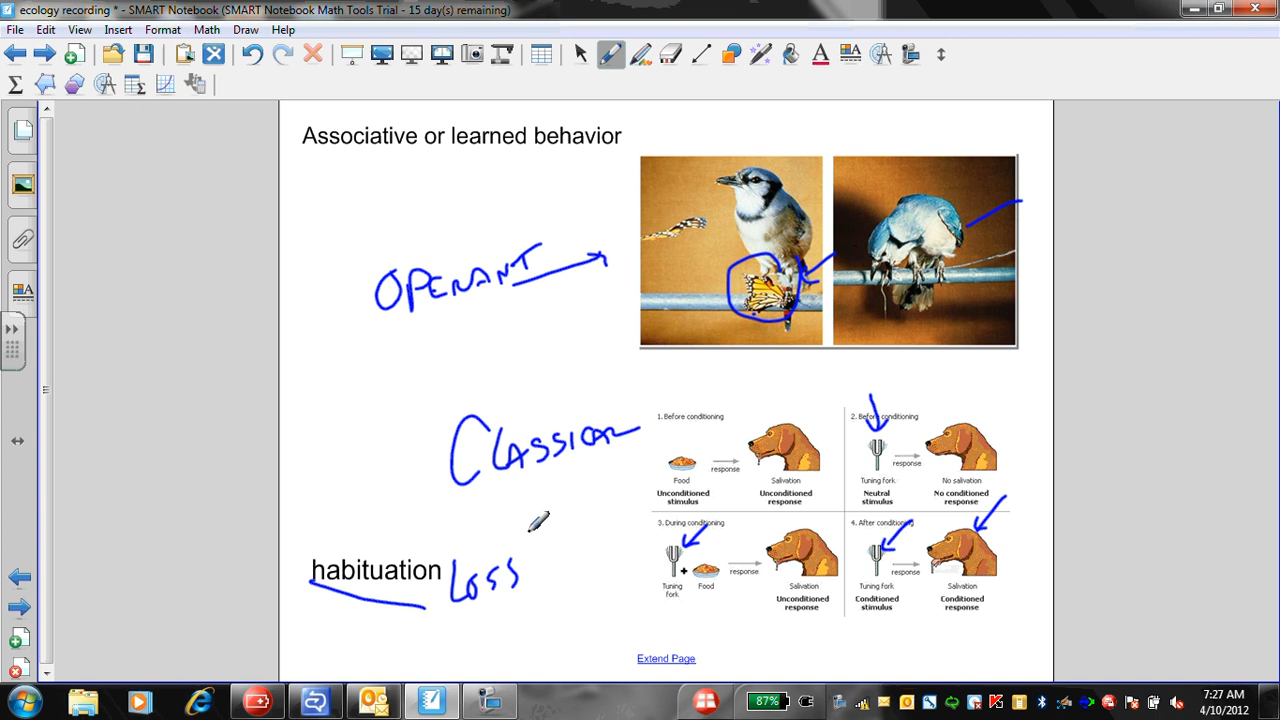 ecology recording * - SMART Notebook (SMART Notebook Math Tools Trial - 15 day(s) remaining)
File Edit View Insert Format Math Draw Help
Associative or learned behavior
OPERANT
CLASSICAL
1. Before conditioning
response
Food
Salivation
Unconditioned stimulus
Unconditioned response
2. Before conditioning
response
Tuning fork
No salivation
Neutral stimulus
No conditioned response
3. During conditioning
+
response
Tuning fork
Food
Salivation
Unconditioned response
4. After conditioning
response
Tuning fork
Salivation
Conditioned stimulus
Conditioned response
habituation LOSS
Extend Page
87%
7:27 AM
4/10/2012